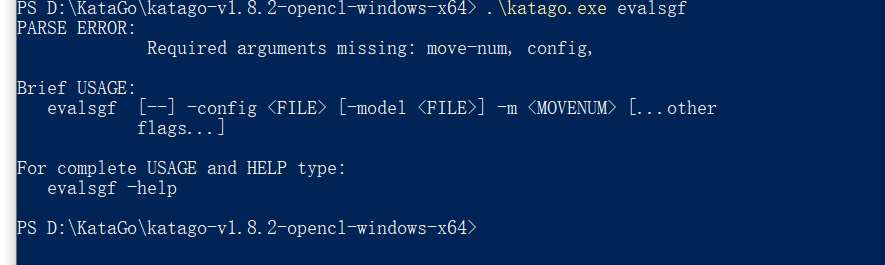 PS D:\KataGo\katago-v1.8.2-opencl-windows-x64> .\katago.exe evalsgf
PARSE ERROR:
Required arguments missing: move-num, config,
Brief USAGE:
evalsgf [--] -config <FILE> [-model <FILE>] -m <MOVENUM> [...other
flags...]
For complete USAGE and HELP type:
evalsgf -help
PS D:\KataGo\katago-v1.8.2-opencl-windows-x64>